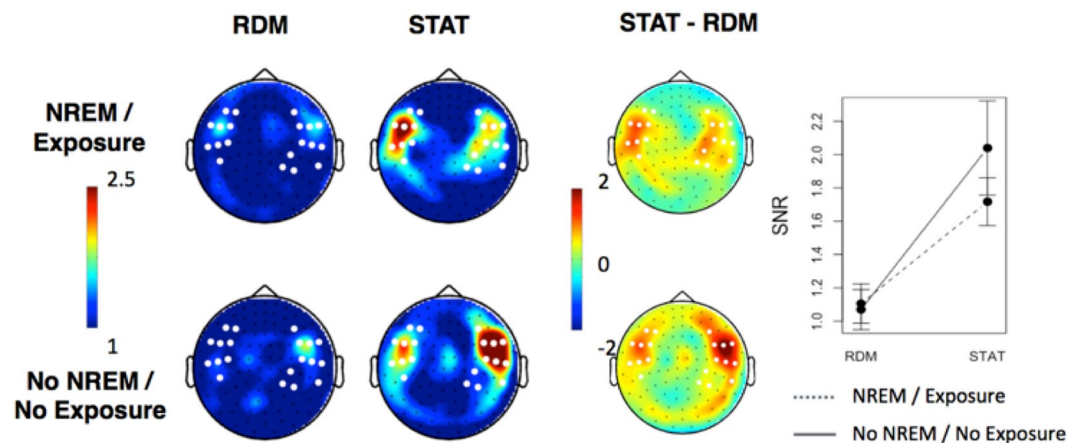 RDM
STAT
STAT - RDM
NREM /
Exposure
2.5
1
No NREM /
No Exposure
2
0
-2
SNR
2.2
2.0
1.8
1.6
1.4
1.2
1.0
RDM
STAT
NREM / Exposure
No NREM / No Exposure